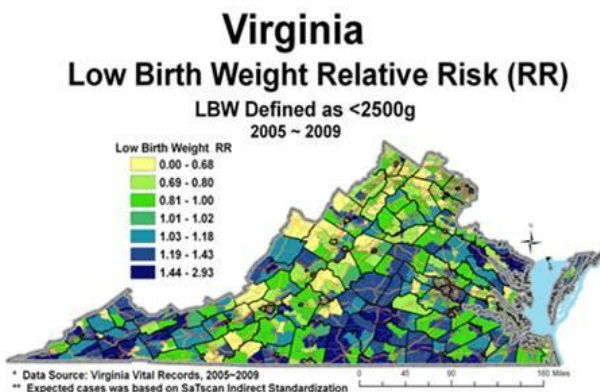 Virginia
Low Birth Weight Relative Risk (RR)
LBW Defined as <2500g
2005 ~ 2009
Low Birth Weight RR
0.00 - 0.68
0.69 - 0.80
0.81 - 1.00
1.01 - 1.02
1.03 - 1.18
1.19 - 1.43
1.44 - 2.93
* Data Source: Virginia Vital Records, 2005~2009
0 45 90 180 Miles
** Expected cases was based on SaTscan Indirect Standardization